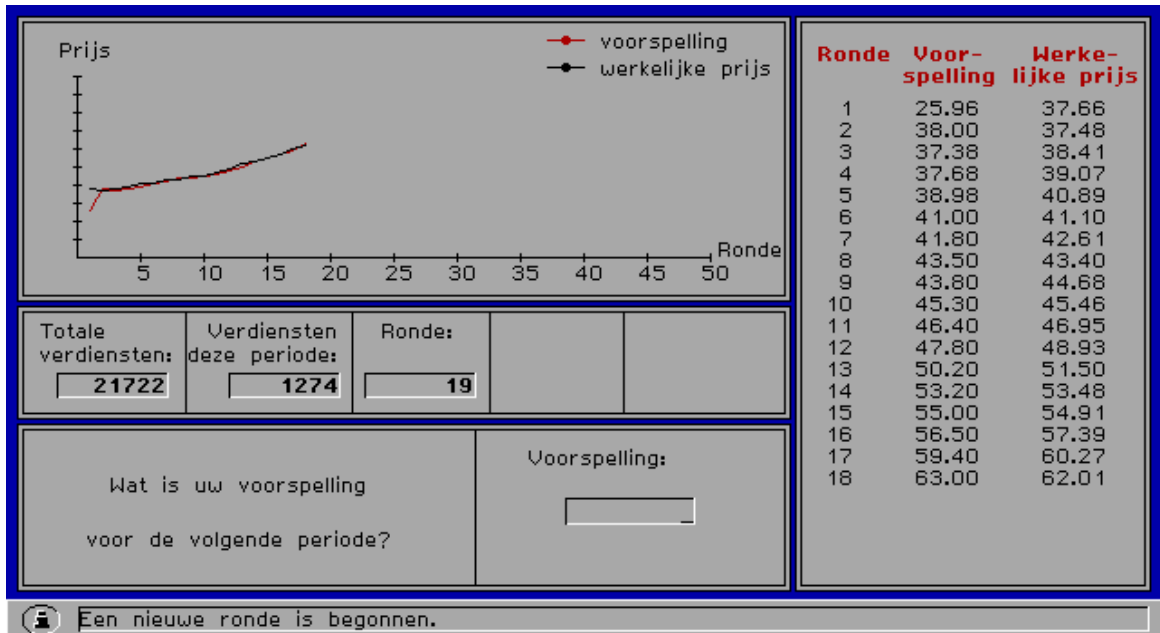 Prijs
voorspelling
werkelijke prijs
Ronde
5 10 15 20 25 30 35 40 45 50
Totale verdiensten:
21722
Verdiensten deze periode:
1274
Ronde:
19
Wat is uw voorspelling
voor de volgende periode?
Voorspelling:
Ronde Voor- Werke-
spelling lijke prijs
1 25.96 37.66
2 38.00 37.48
3 37.38 38.41
4 37.68 39.07
5 38.98 40.89
6 41.00 41.10
7 41.80 42.61
8 43.50 43.40
9 43.80 44.68
10 45.30 45.46
11 46.40 46.95
12 47.80 48.93
13 50.20 51.50
14 53.20 53.48
15 55.00 54.91
16 56.50 57.39
17 59.40 60.27
18 63.00 62.01
Een nieuwe ronde is begonnen.